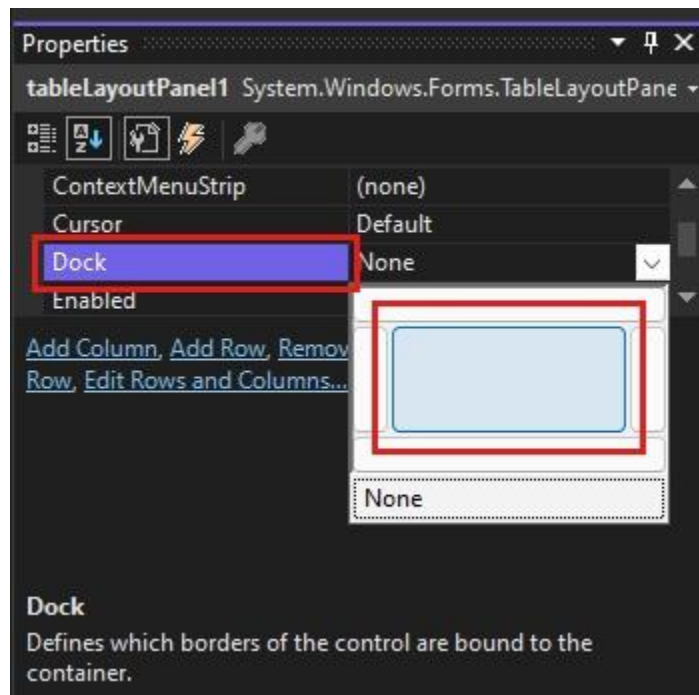 Properties
tableLayoutPanel1 System.Windows.Forms.TableLayoutPane
ContextMenuStrip (none)
Cursor Default
Dock None
Enabled
Add Column, Add Row, Remov
Row, Edit Rows and Columns...
None
Dock
Defines which borders of the control are bound to the
container.